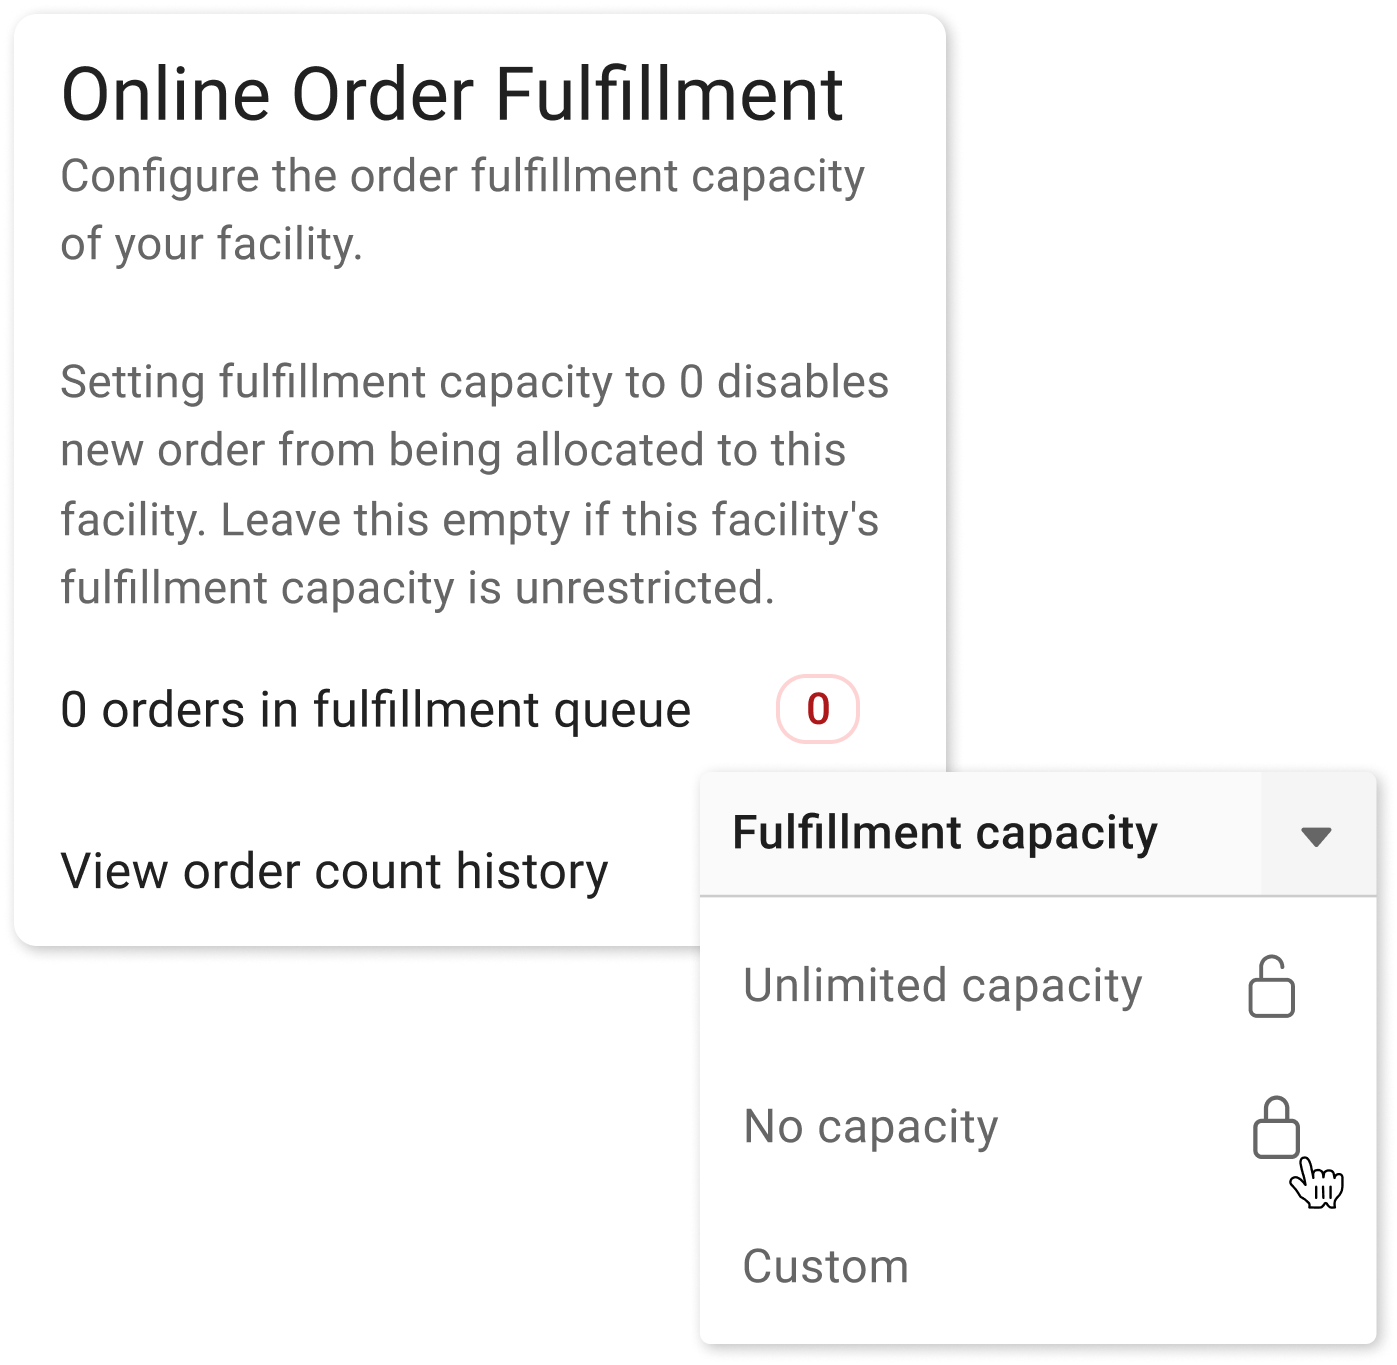 Online Order Fulfillment
Configure the order fulfillment capacity
of your facility.
Setting fulfillment capacity to 0 disables
new order from being allocated to this
facility. Leave this empty if this facility's
fulfillment capacity is unrestricted.
0 orders in fulfillment queue 0
View order count history
Fulfillment capacity
Unlimited capacity
No capacity
Custom